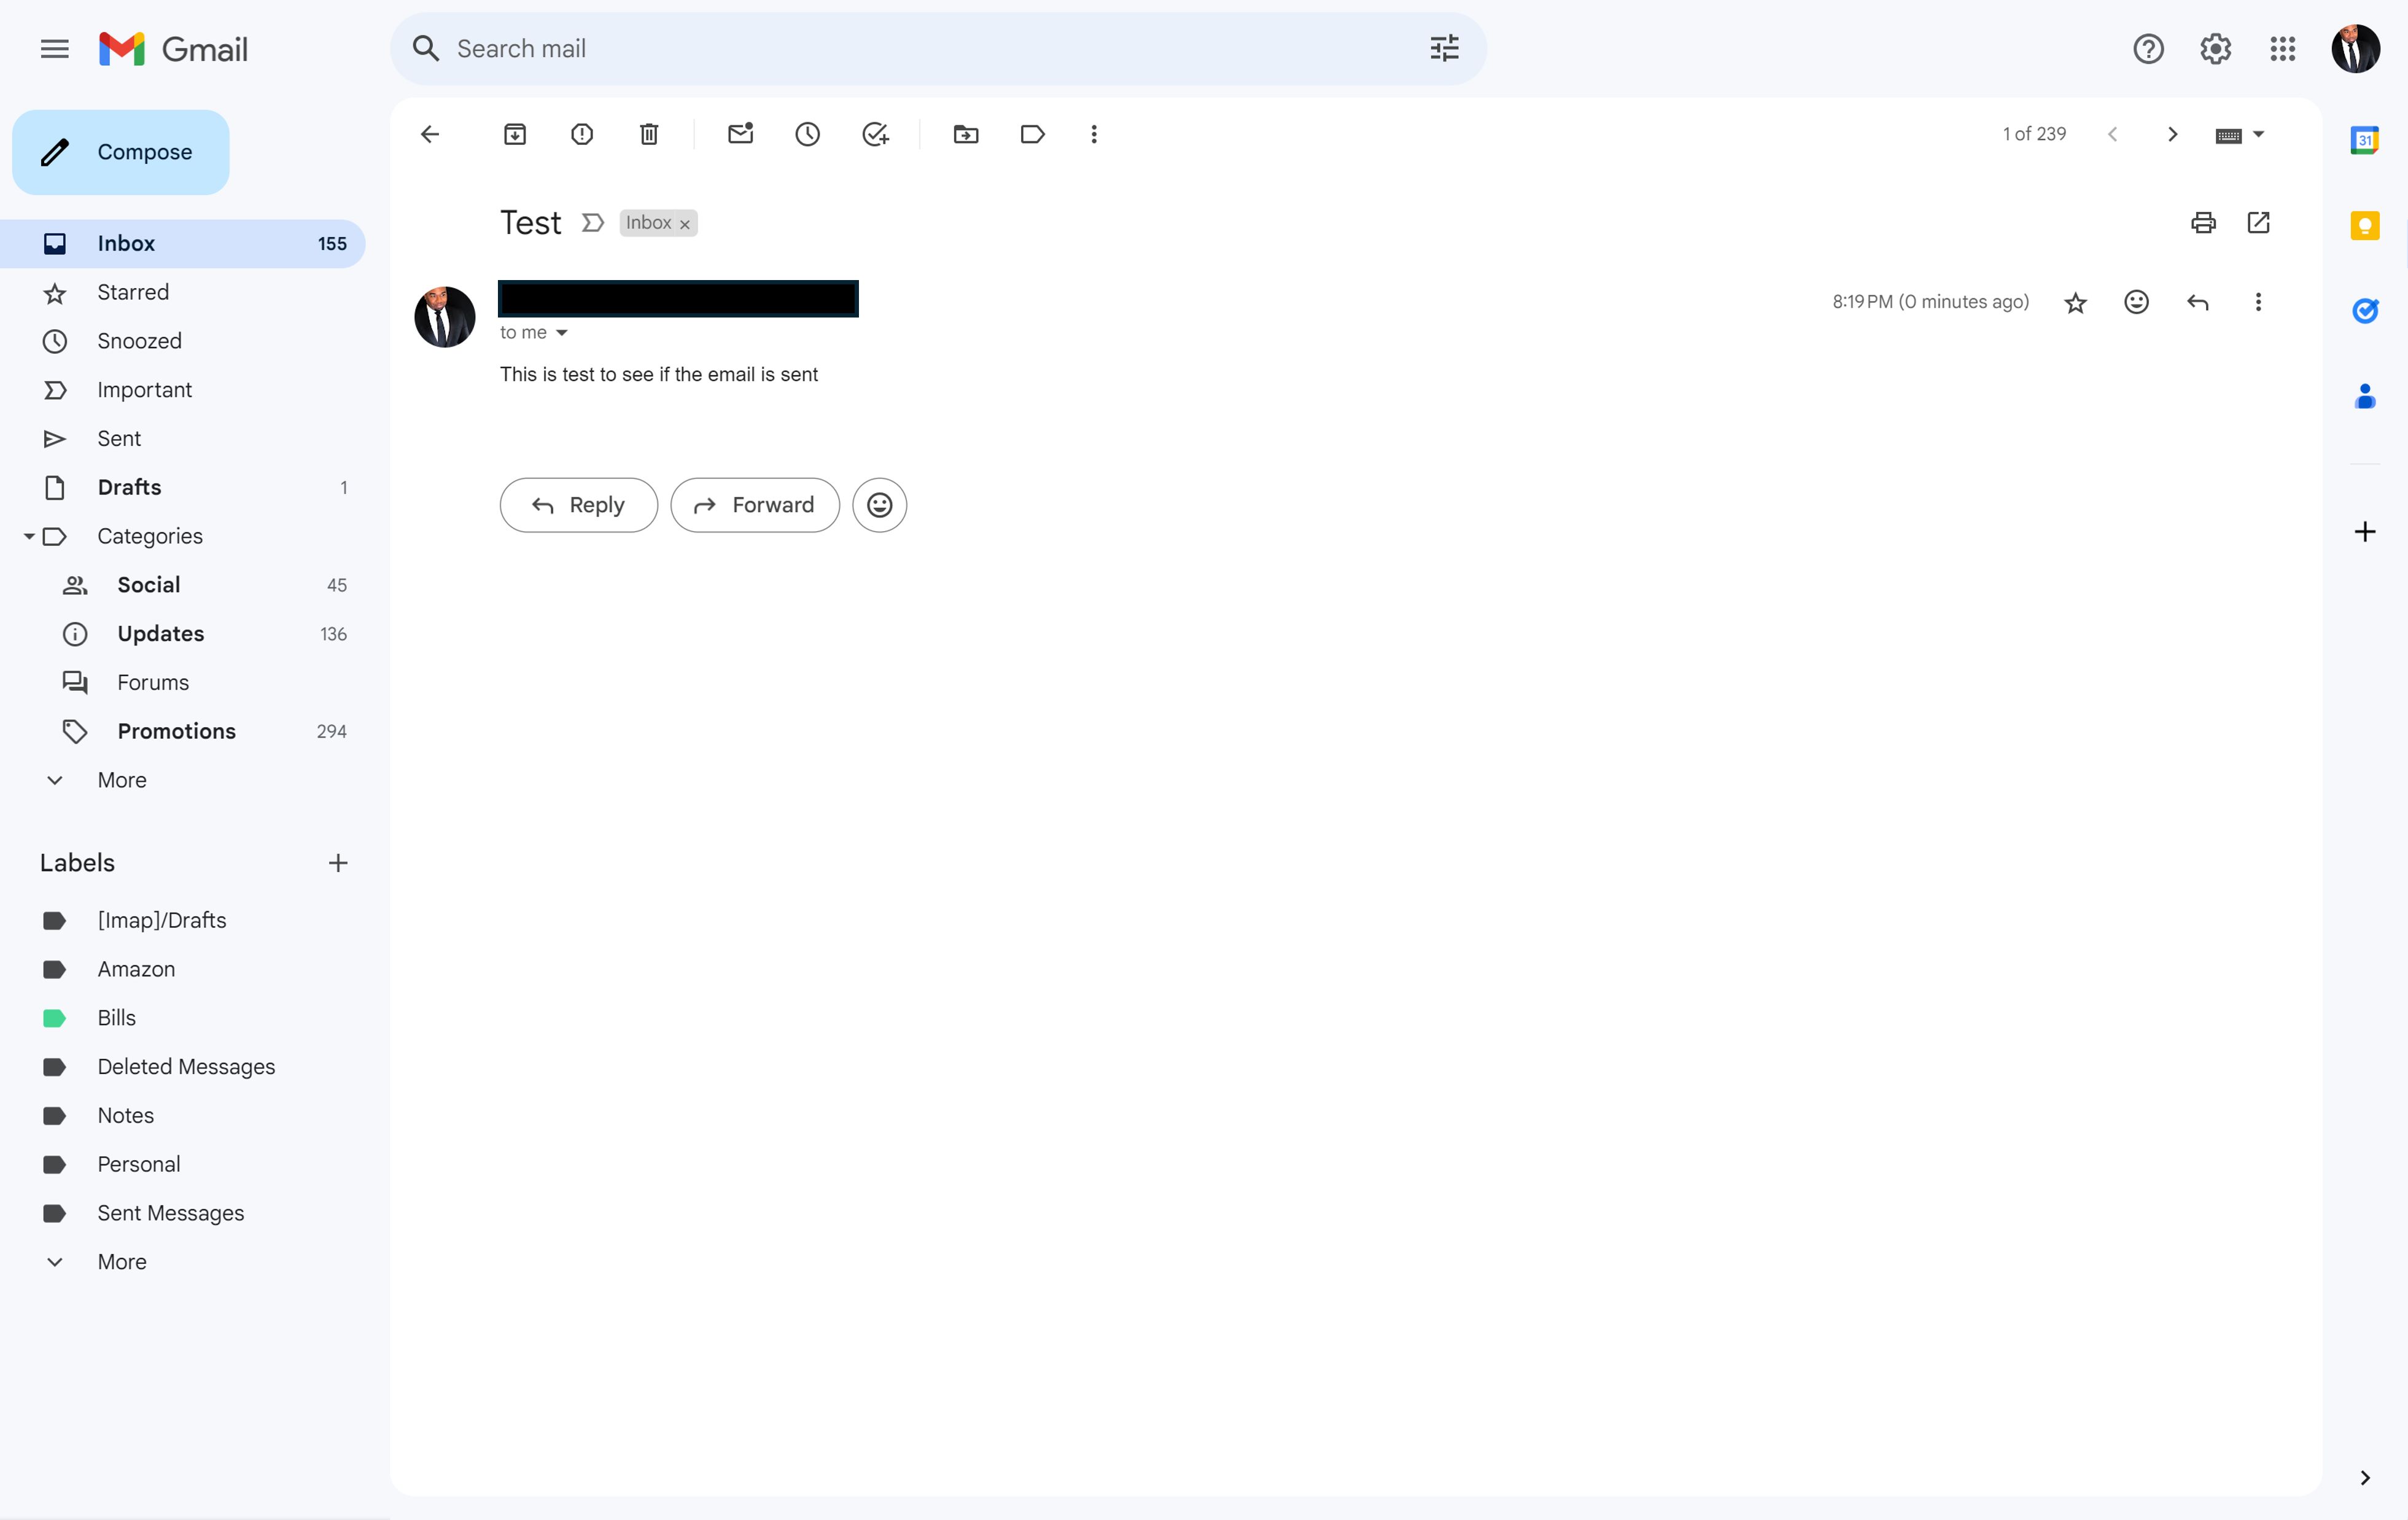 Gmail
Search mail
Compose
1 of 239
31
Inbox 155
Starred
Snoozed
Important
Sent
Drafts 1
Categories
Social 45
Updates 136
Forums
Promotions 294
More
Labels
[Imap]/Drafts
Amazon
Bills
Deleted Messages
Notes
Personal
Sent Messages
More
Test Inbox ×
8:19 PM (0 minutes ago)
to me
This is test to see if the email is sent
Reply Forward